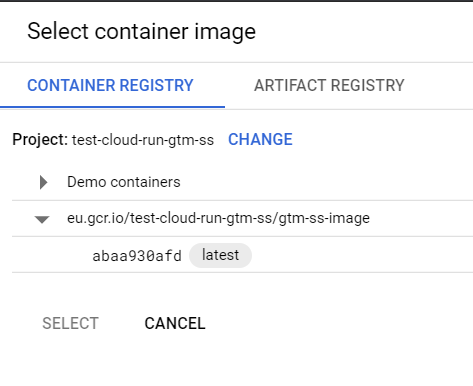 Select container image
CONTAINER REGISTRY ARTIFACT REGISTRY
Project: test-cloud-run-gtm-ss CHANGE
Demo containers
eu.gcr.io/test-cloud-run-gtm-ss/gtm-ss-image
abaa930afd latest
SELECT CANCEL